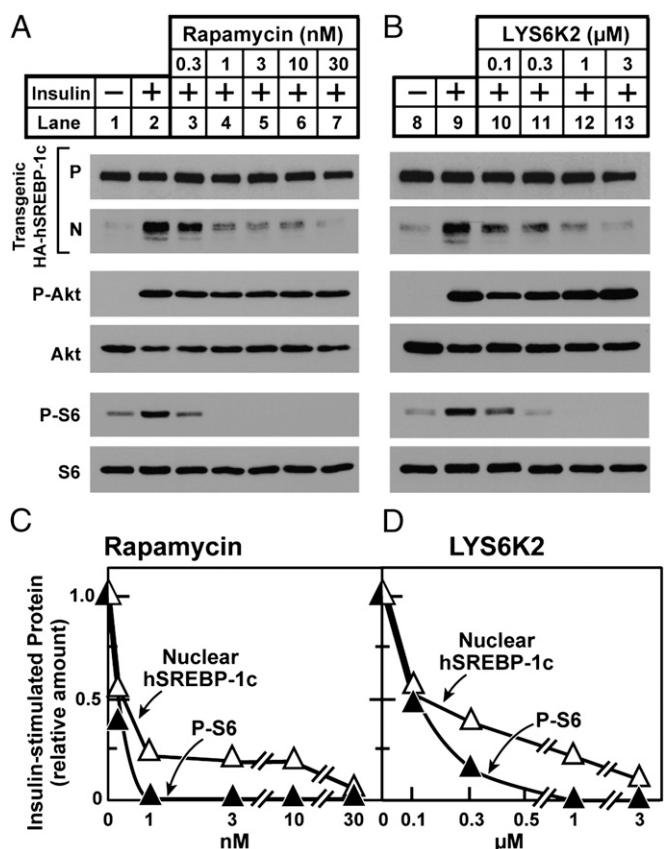 A
Rapamycin (nM)
0.3 1 3 10 30
Insulin − + + + + + +
Lane 1 2 3 4 5 6 7
Transgenic
HA-hSREBP-1c
P
N
P-Akt
Akt
P-S6
S6
B
LYS6K2 (μM)
0.1 0.3 1 3
− + + + + +
8 9 10 11 12 13
C
Rapamycin
Insulin-stimulated Protein
(relative amount)
1.0
0.5
0
Nuclear
hSREBP-1c
P-S6
0 1 3 10 30
nM
D
LYS6K2
Nuclear
hSREBP-1c
P-S6
0 0.1 0.3 0.5 1 3
μM